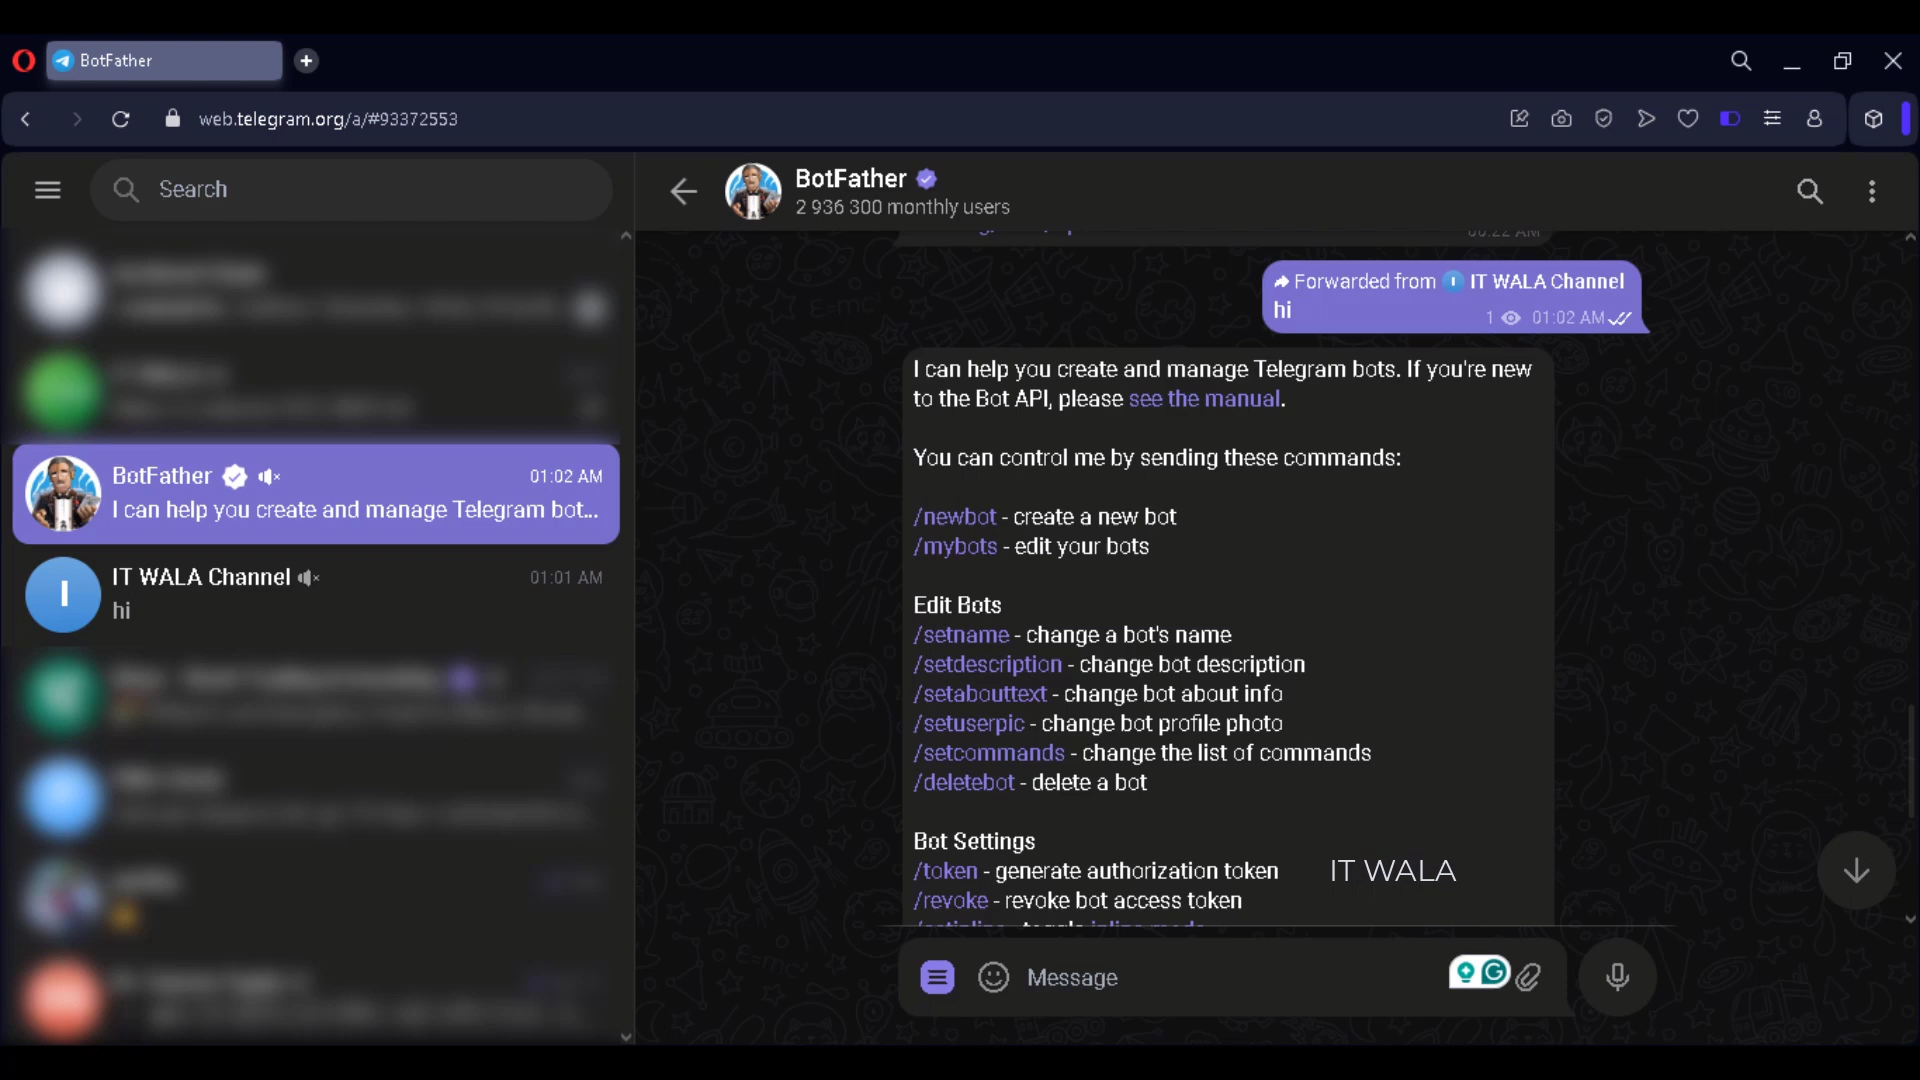 BotFather
web.telegram.org/a/#93372553
Search
BotFather
2 936 300 monthly users
Forwarded from I IT WALA Channel
hi
1 01:02 AM
I can help you create and manage Telegram bots. If you're new
to the Bot API, please see the manual.
You can control me by sending these commands:
/newbot - create a new bot
/mybots - edit your bots
Edit Bots
/setname - change a bot's name
/setdescription - change bot description
/setabouttext - change bot about info
/setuserpic - change bot profile photo
/setcommands - change the list of commands
/deletebot - delete a bot
Bot Settings
/token - generate authorization token
/revoke - revoke bot access token
IT WALA
Message
BotFather
01:02 AM
I can help you create and manage Telegram bot...
I
IT WALA Channel
01:01 AM
hi